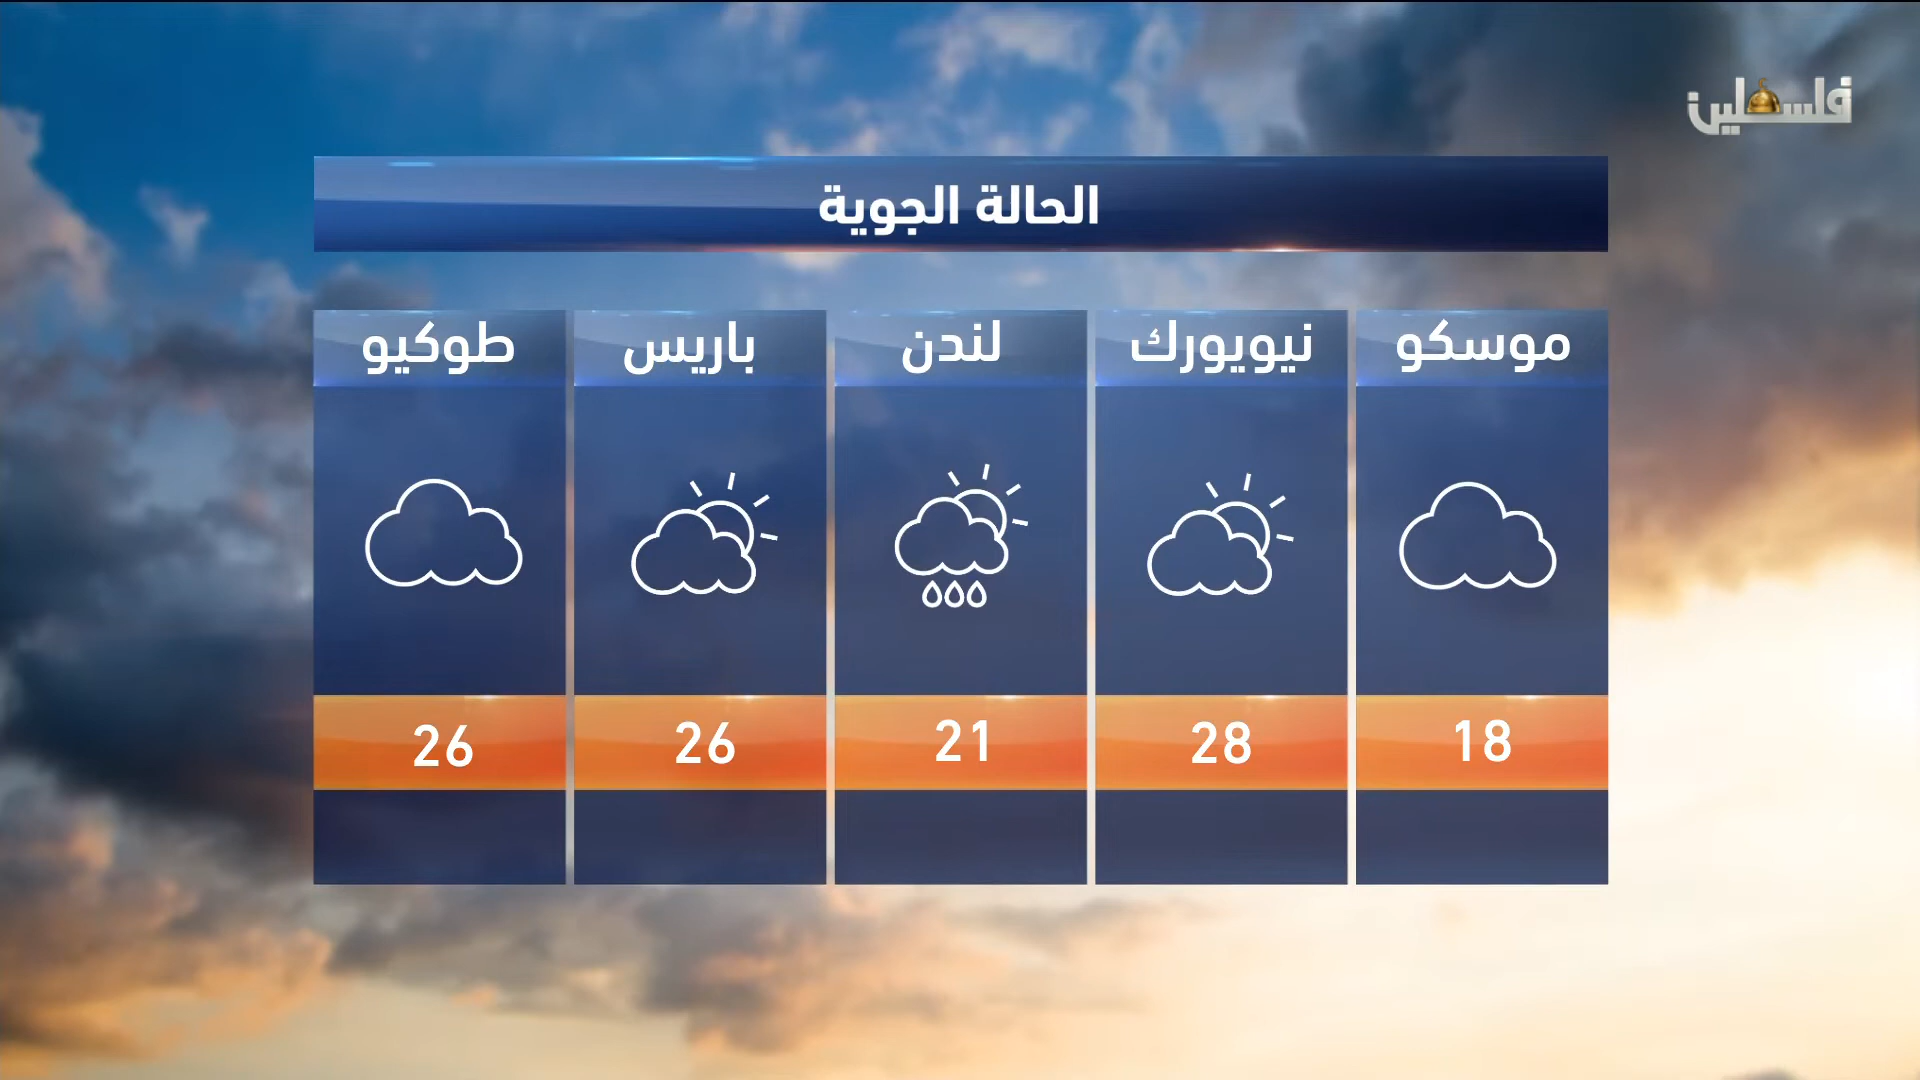 فلسطين
الحالة الجوية
موسكو
نيويورك
لندن
باريس
طوكيو
18
28
21
26
26